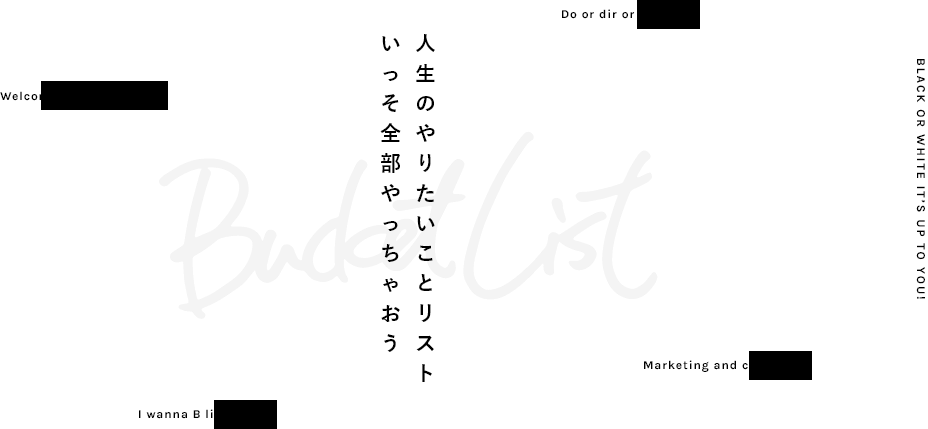 Do or dir or
人生のやりたいことリスト
いっそ全部やっちゃおう
BLACK OR WHITE IT'S UP TO YOU!
Bucket List
Marketing and
I wanna B